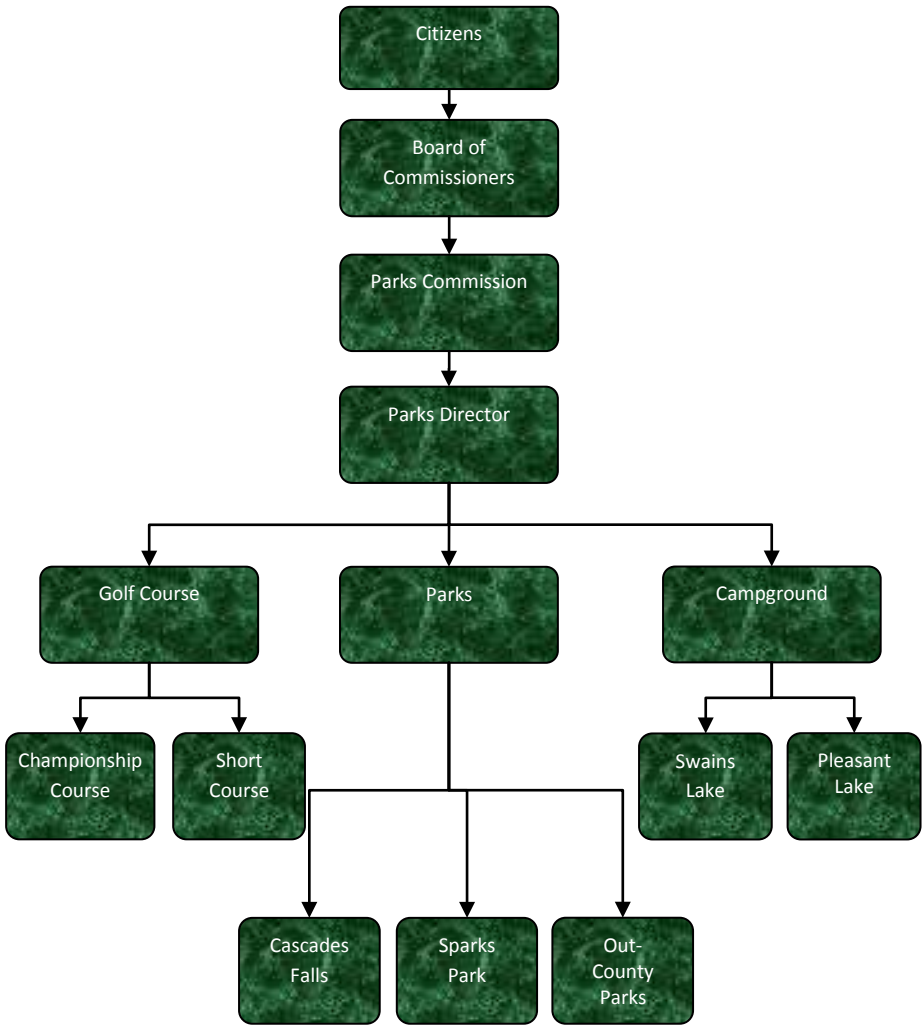 Citizens
Board of
Commissioners
Parks Commission
Parks Director
Golf Course
Parks
Campground
Championship
Course
Short
Course
Swains
Lake
Pleasant
Lake
Cascades
Falls
Sparks
Park
Out-
County
Parks